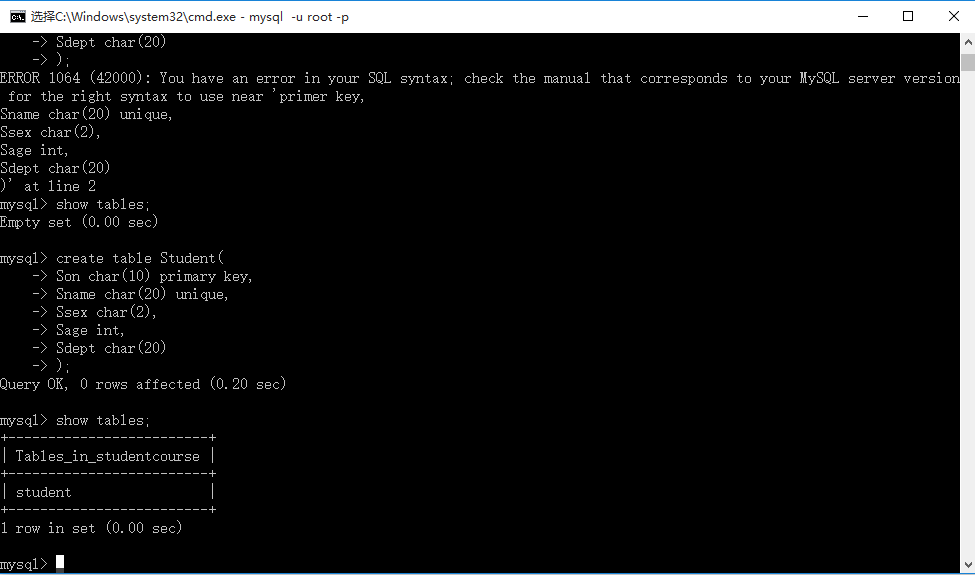 选择C:\Windows\system32\cmd.exe - mysql -u root -p
-> Sdept char(20)
-> );
ERROR 1064 (42000): You have an error in your SQL syntax; check the manual that corresponds to your MySQL server version
for the right syntax to use near 'primer key,
Sname char(20) unique,
Ssex char(2),
Sage int,
Sdept char(20)
)' at line 2
mysql> show tables;
Empty set (0.00 sec)
mysql> create table Student(
-> Son char(10) primary key,
-> Sname char(20) unique,
-> Ssex char(2),
-> Sage int,
-> Sdept char(20)
-> );
Query OK, 0 rows affected (0.20 sec)
mysql> show tables;
+-------------------------+
| Tables_in_studentcourse |
+-------------------------+
| student                 |
+-------------------------+
1 row in set (0.00 sec)
mysql>